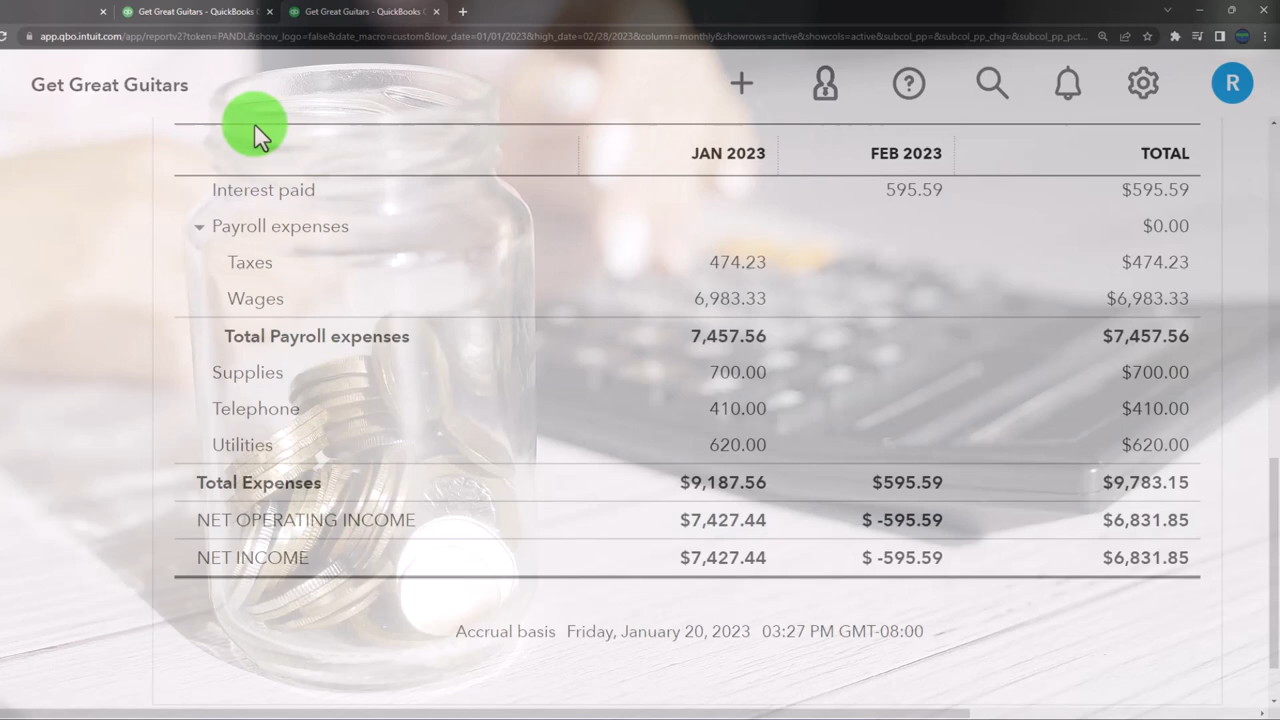 Get Great Guitars - QuickBooks
Get Great Guitars - QuickBooks
app.qbo.intuit.com/app/reportv2?token=PANDL&show_logo=false&date_macro=custom&low_date=01/01/2023&high_date=02/28/2023&column=monthly&showrows=active&showcols=active&subcol_pp=&subcol_pp_chg=&subcol_pp_pct...
Get Great Guitars R
JAN 2023 FEB 2023 TOTAL
Interest paid 595.59 $595.59
Payroll expenses $0.00
Taxes 474.23 $474.23
Wages 6,983.33 $6,983.33
Total Payroll expenses 7,457.56 $7,457.56
Supplies 700.00 $700.00
Telephone 410.00 $410.00
Utilities 620.00 $620.00
Total Expenses $9,187.56 $595.59 $9,783.15
NET OPERATING INCOME $7,427.44 $ -595.59 $6,831.85
NET INCOME $7,427.44 $ -595.59 $6,831.85
Accrual basis Friday, January 20, 2023 03:27 PM GMT-08:00